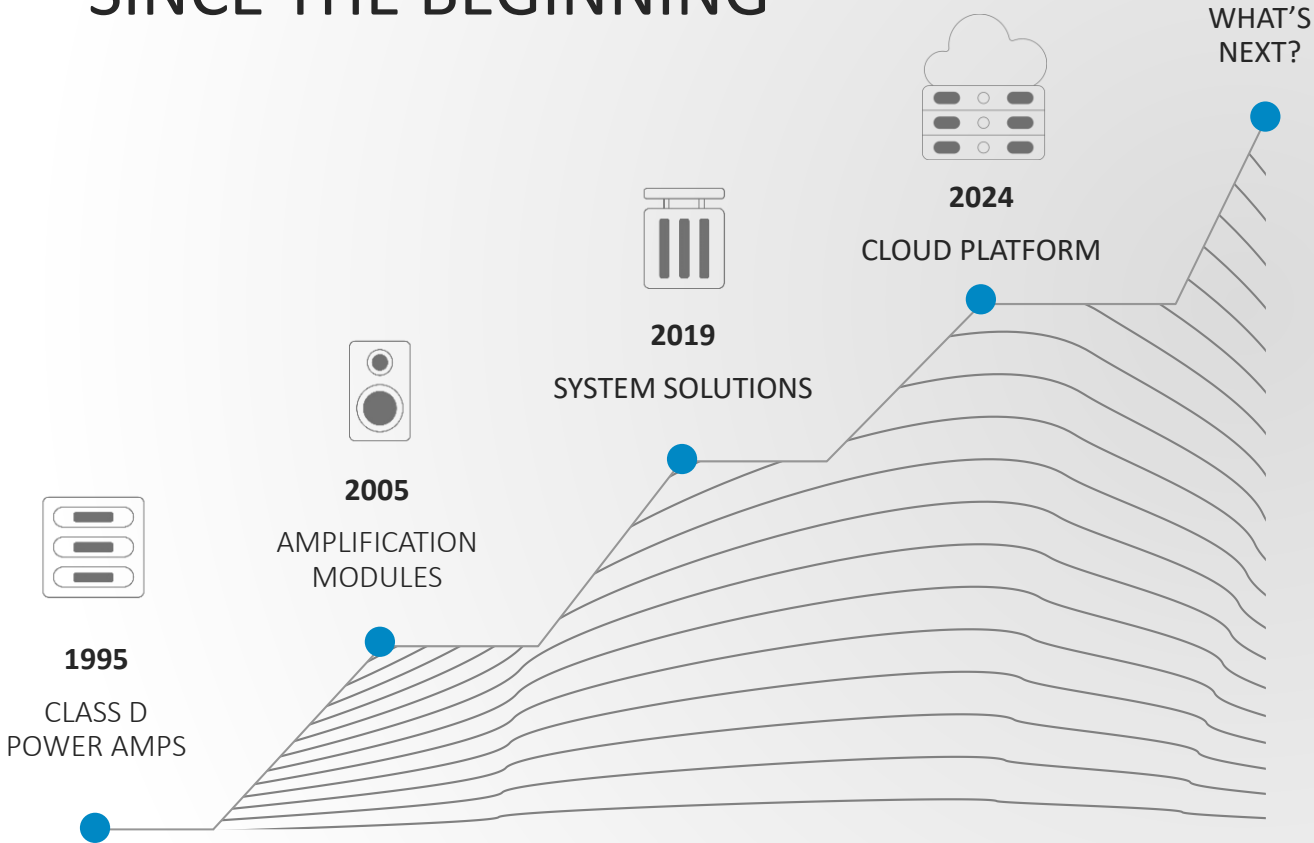 SINCE THE BEGINNING
WHAT'S
NEXT?
2024
CLOUD PLATFORM
2019
SYSTEM SOLUTIONS
2005
AMPLIFICATION
MODULES
1995
CLASS D
POWER AMPS